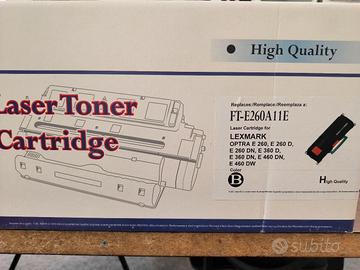 High Quality
Laser Toner
Cartridge
Replaces/Remplace/Reemplaza a:
FT-E260A11E
Laser Cartridge for
LEXMARK
OPTRA E 260, E 260 D,
E 260 DN, E 360 D,
E 360 DN, E 460 DN,
E 460 DW
Color
B
High Quality
subito